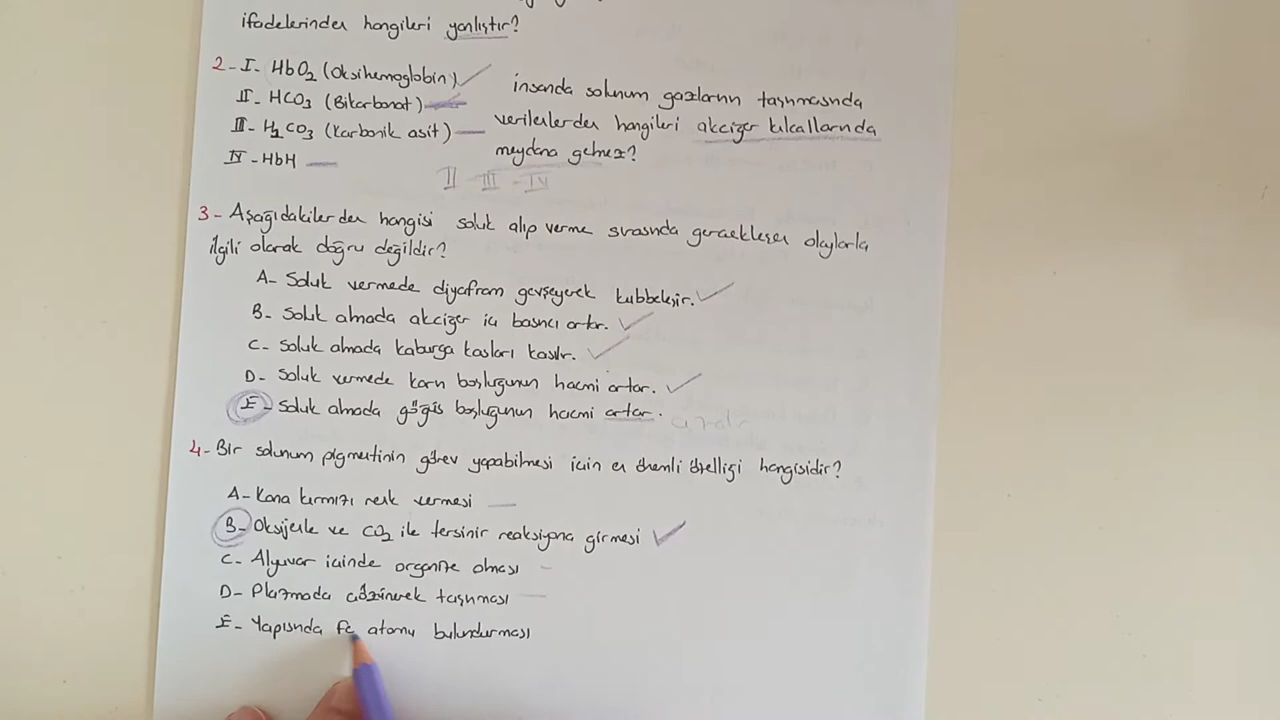 ifadelerinden hangileri yanlıştır?
2- I- HbO2 (Oksihemoglobin)
II- HCO3 (Bikarbonat)
III- H2CO3 (Karbonik asit)
IV- HbH
insanda solunum gazlarının taşınmasında
verilenlerden hangileri akciğer kılcallarında
meydana gelmez?
II - III - IV
3- Aşağıdakilerden hangisi soluk alıp verme sırasında gerçekleşen olaylarla
ilgili olarak doğru değildir?
A- Soluk vermede diyafram gevşeyerek kubbeleşir.
B- Soluk almada akciğer iç basıncı artar.
C- Soluk almada kaburga kasları kasılır.
D- Soluk vermede karın boşluğunun hacmi artar.
E- Soluk almada göğüs boşluğunun hacmi artar. azalır
4- Bir solunum pigmentinin görev yapabilmesi için en önemli özelliği hangisidir?
A- Kana kırmızı renk vermesi
B- Oksijenle ve CO2 ile tersinir reaksiyona girmesi
C- Alyuvar içinde organize olması
D- Plazmada çözünerek taşınması
E- Yapısında Fe atomu bulundurması